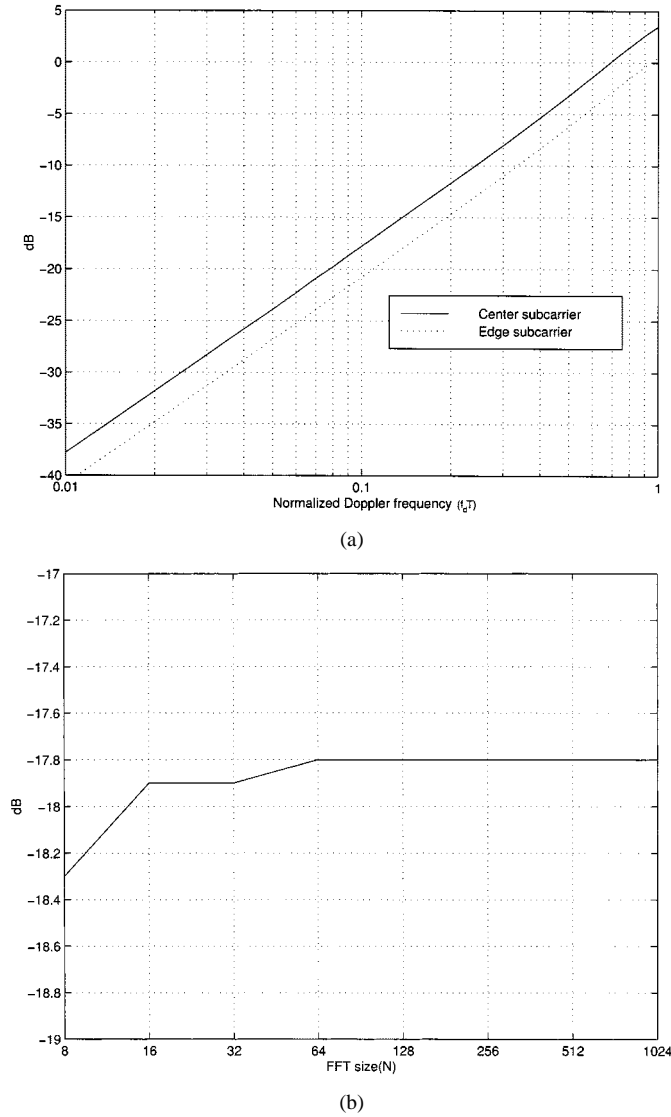 5
0
−5
−10
−15
−20
−25
−30
−35
−40
dB
Center subcarrier
Edge subcarrier
0.01 0.1 1
Normalized Doppler frequency (fdT)
(a)
−17
−17.2
−17.4
−17.6
−17.8
−18
−18.2
−18.4
−18.6
−18.8
−19
dB
8 16 32 64 128 256 512 1024
FFT size(N)
(b)